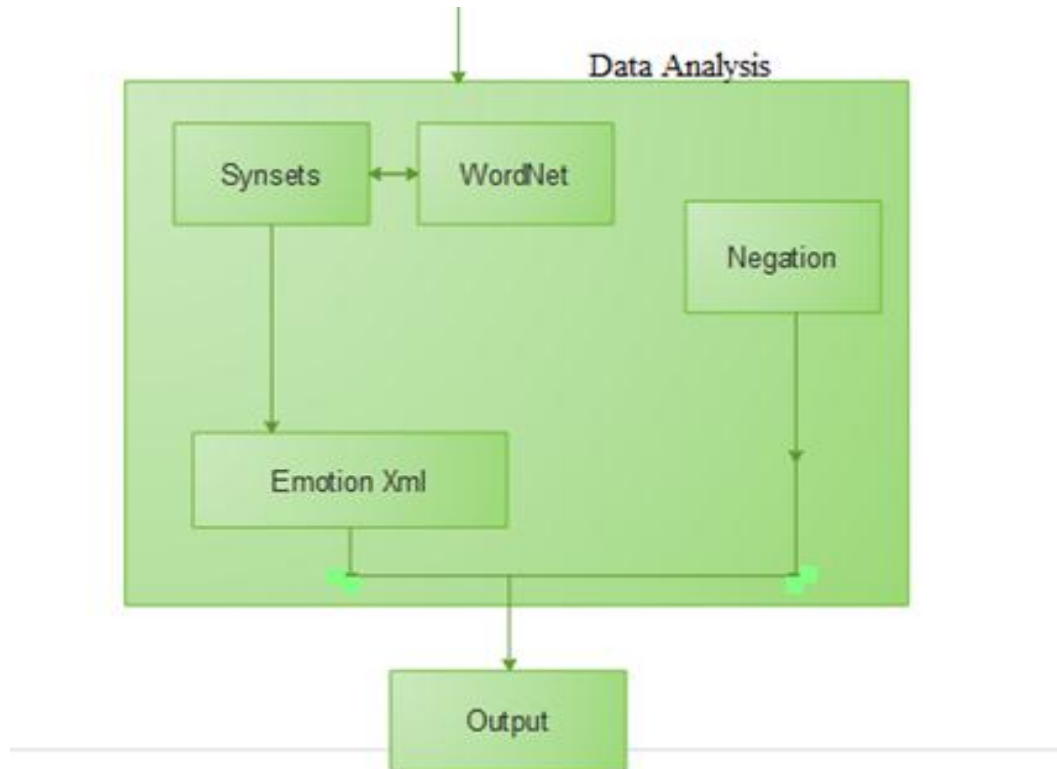 Data Analysis
Synsets
WordNet
Negation
Emotion Xml
Output